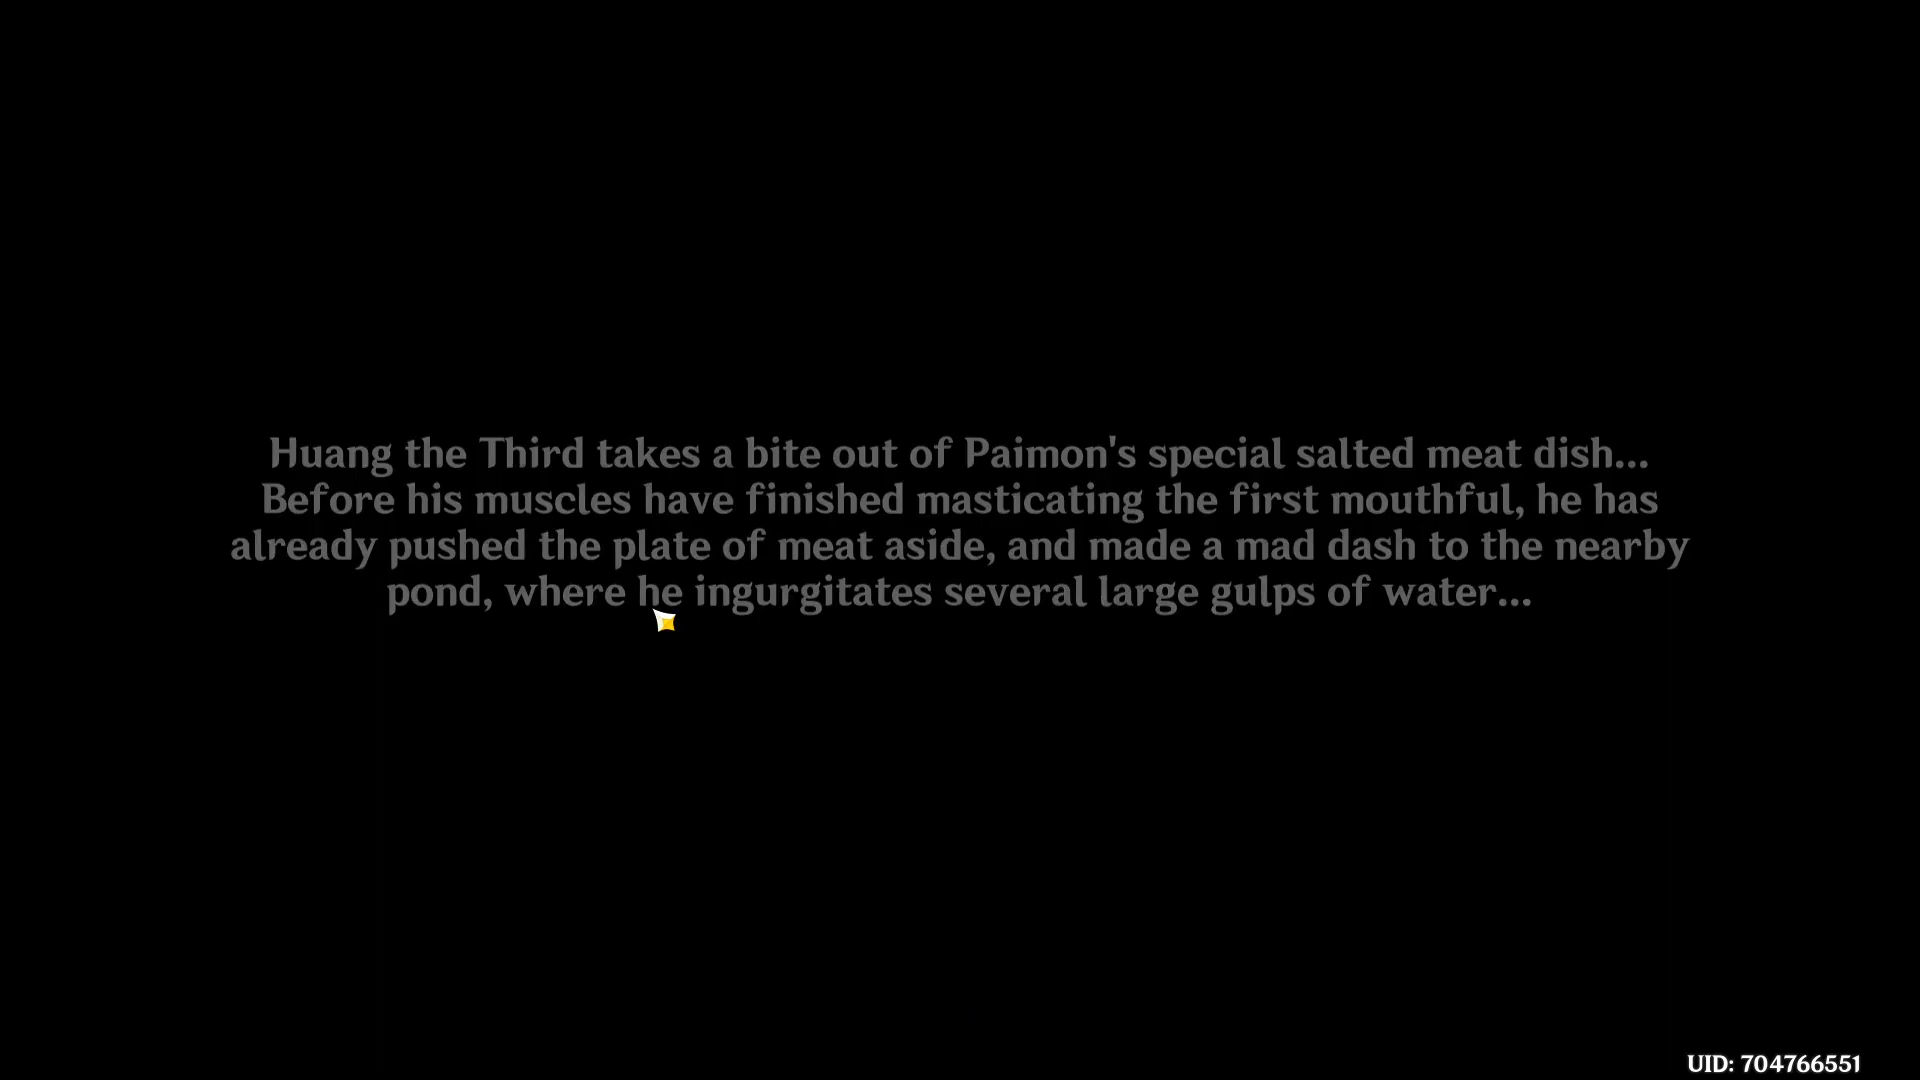 Huang the Third takes a bite out of Paimon's special salted meat dish...
Before his muscles have finished masticating the first mouthful, he has
already pushed the plate of meat aside, and made a mad dash to the nearby
pond, where he ingurgitates several large gulps of water...
UID: 704766551